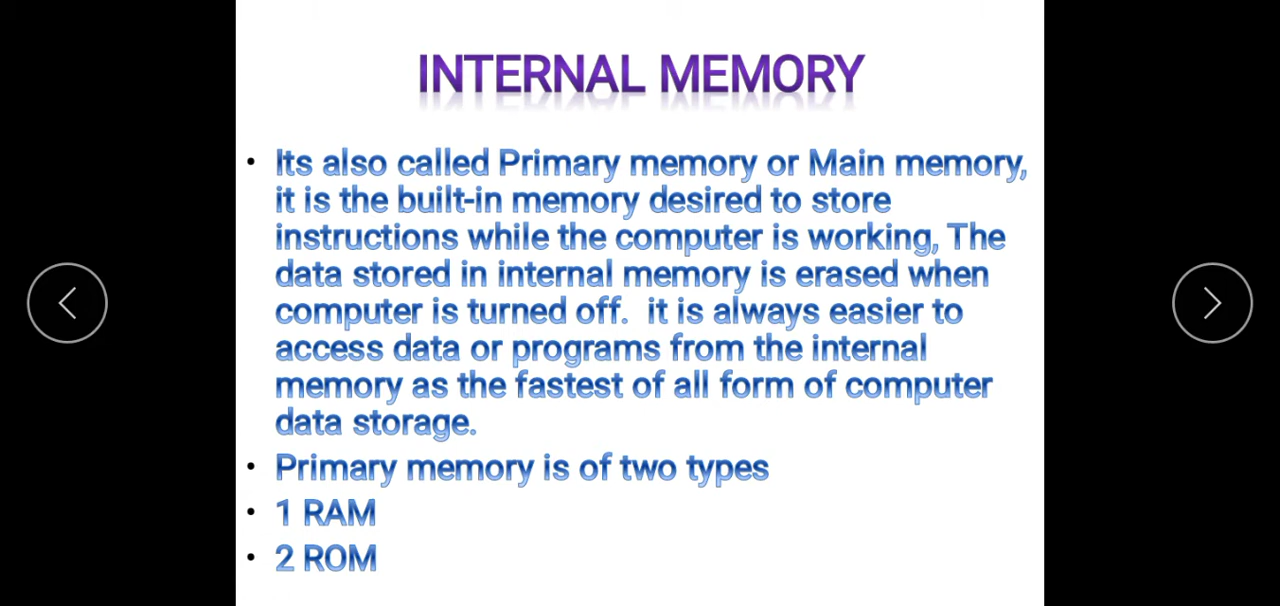 INTERNAL MEMORY
• Its also called Primary memory or Main memory,
it is the built-in memory desired to store
instructions while the computer is working, The
data stored in internal memory is erased when
computer is turned off.  it is always easier to
access data or programs from the internal
memory as the fastest of all form of computer
data storage.
• Primary memory is of two types
• 1 RAM
• 2 ROM